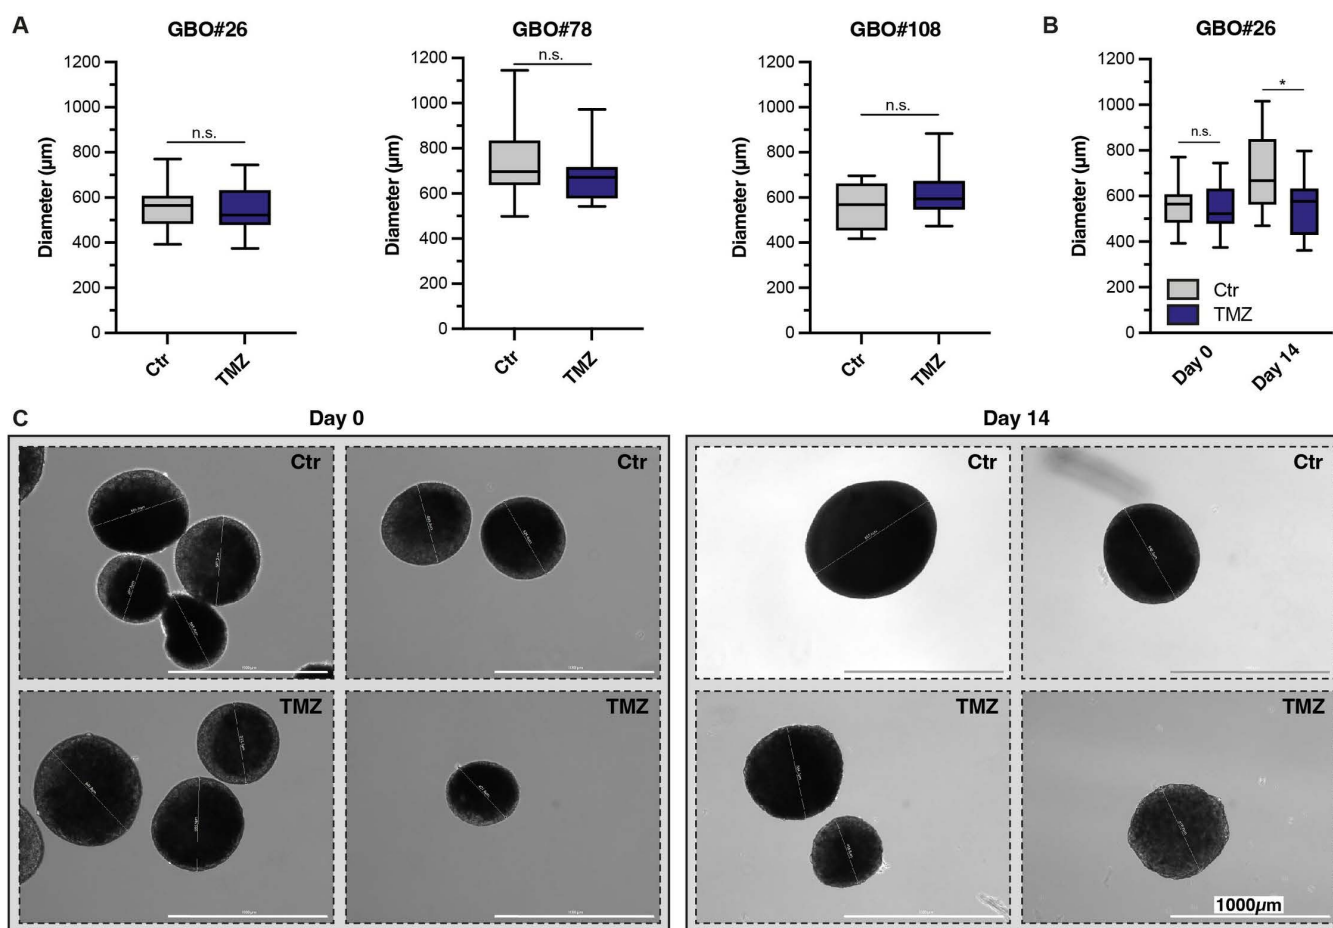 A
GBO#26
GBO#78
GBO#108
B
GBO#26
Diameter (µm)
1200
1000
800
600
400
200
0
n.s.
Ctr
TMZ
Diameter (µm)
1200
1000
800
600
400
200
0
n.s.
Ctr
TMZ
Diameter (µm)
1200
1000
800
600
400
200
0
n.s.
Ctr
TMZ
Diameter (µm)
1200
1000
800
600
400
200
0
n.s.
*
Ctr
TMZ
Day 0
Day 14
C
Day 0
Day 14
Ctr
Ctr
Ctr
Ctr
TMZ
TMZ
TMZ
TMZ
1000µm